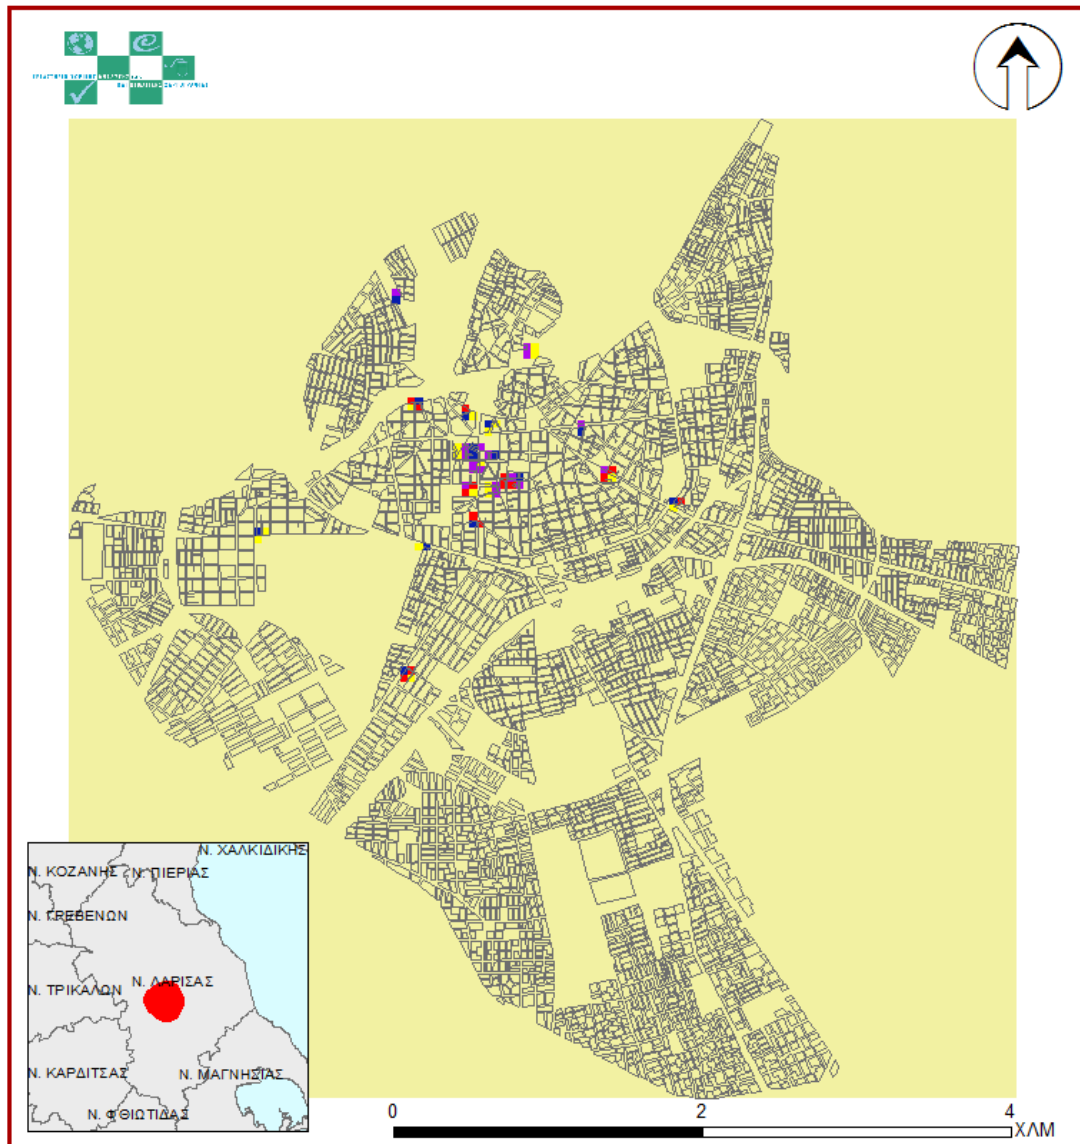 Ν. ΧΑΛΚΙΔΙΚΗΣ
Ν. ΚΟΖΑΝΗΣ
Ν. ΠΙΕΡΙΑΣ
Ν. ΓΡΕΒΕΝΩΝ
Ν. ΛΑΡΙΣΑΣ
Ν. ΤΡΙΚΑΛΩΝ
Ν. ΚΑΡΔΙΤΣΑΣ
Ν. ΜΑΓΝΗΣΙΑΣ
Ν. ΦΘΙΩΤΙΔΑΣ
0 2 4
ΧΛΜ